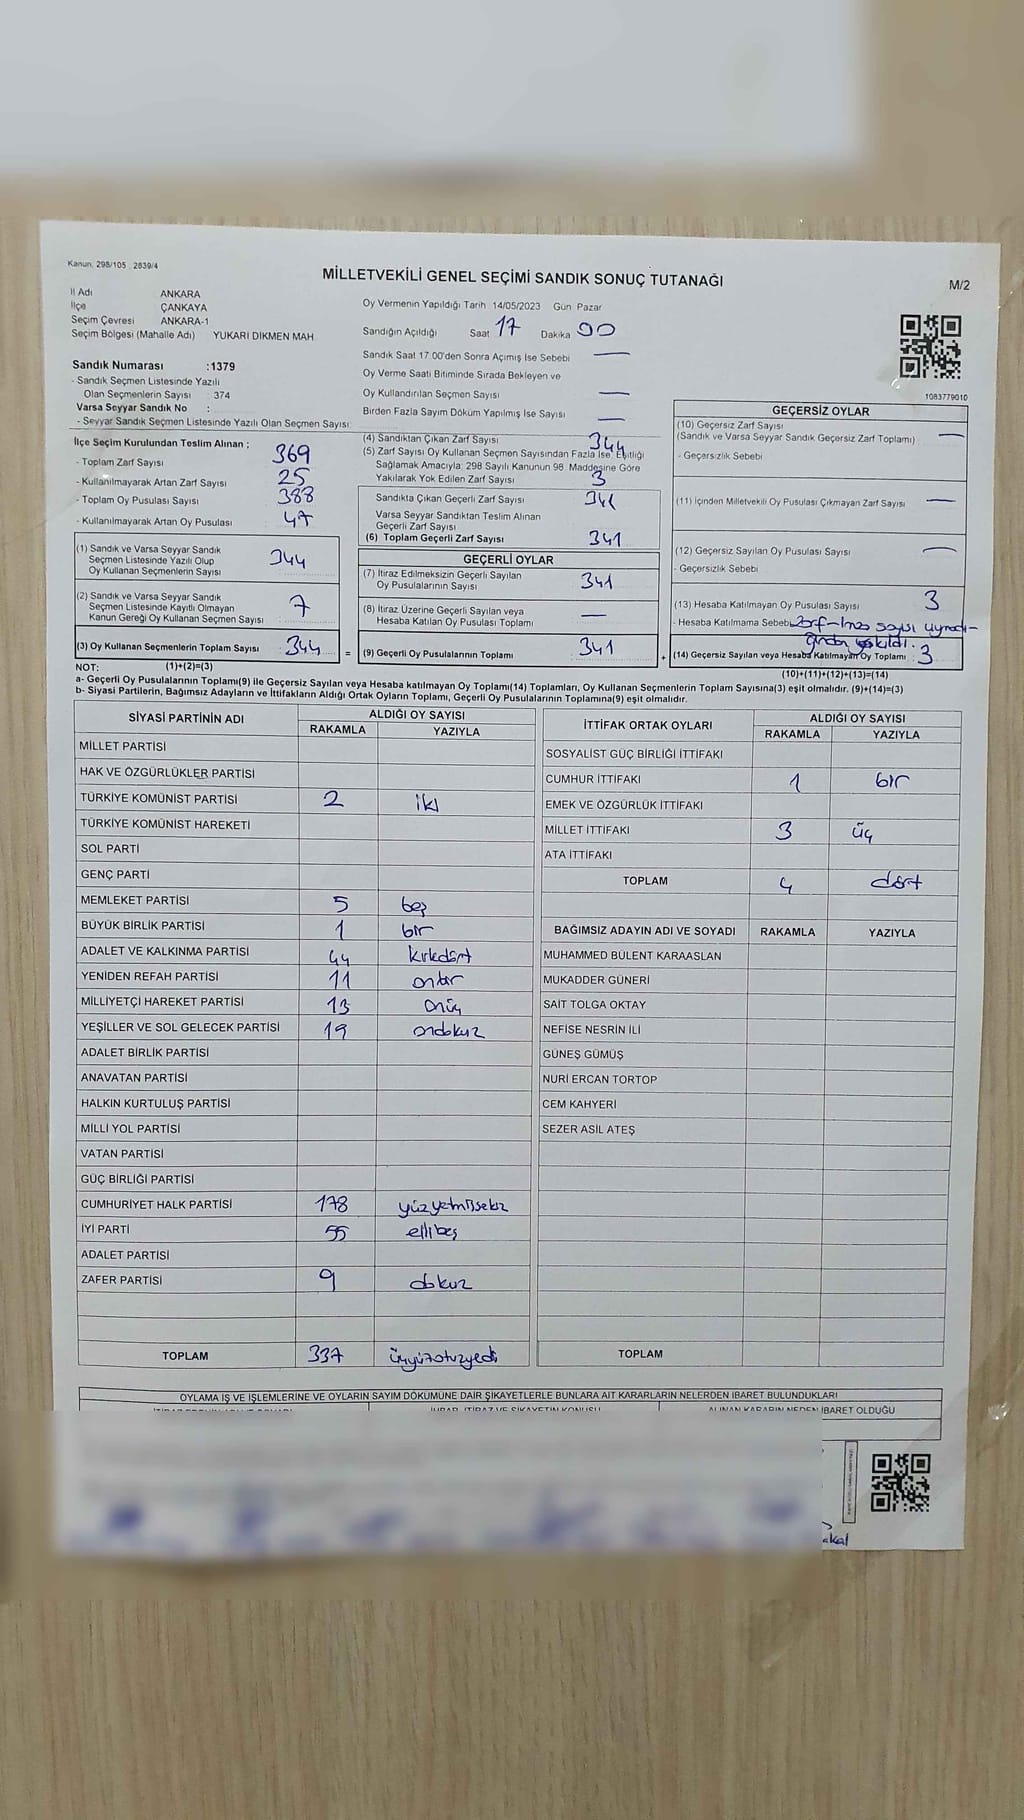 Kanun, 298/105 , 2839/4
MİLLETVEKİLİ GENEL SEÇİMİ SANDIK SONUÇ TUTANAĞI
M/2
İl Adı ANKARA
İlçe ÇANKAYA
Seçim Çevresi ANKARA-1
Seçim Bölgesi (Mahalle Adı) YUKARI DIKMEN MAH
Oy Vermenin Yapıldığı Tarih 14/05/2023 Gün Pazar
Sandığın Açıldığı Saat 17 Dakika 00
Sandık Saat 17:00'den Sonra Açımış İse Sebebi —
Oy Verme Saati Bitiminde Sırada Bekleyen ve
Oy Kullandırılan Seçmen Sayısı —
Birden Fazla Sayım Döküm Yapılmış İse Sayısı —
1083779010
Sandık Numarası :1379
- Sandık Seçmen Listesinde Yazılı
Olan Seçmenlerin Sayısı : 374
Varsa Seyyar Sandık No :
- Seyyar Sandık Seçmen Listesinde Yazılı Olan Seçmen Sayısı:
İlçe Seçim Kurulundan Teslim Alınan ;
- Toplam Zarf Sayısı 369
- Kullanılmayarak Artan Zarf Sayısı 25
- Toplam Oy Pusulası Sayısı 388
- Kullanılmayarak Artan Oy Pusulası 47
(1) Sandık ve Varsa Seyyar Sandık
Seçmen Listesinde Yazılı Olup
Oy Kullanan Seçmenlerin Sayısı 344
(2) Sandık ve Varsa Seyyar Sandık
Seçmen Listesinde Kayıtlı Olmayan
Kanun Gereği Oy Kullanan Seçmen Sayısı 7
(3) Oy Kullanan Seçmenlerin Toplam Sayısı 344 =
(4) Sandıktan Çıkan Zarf Sayısı 344
(5) Zarf Sayısı Oy Kullanan Seçmen Sayısından Fazla İse, Eşitliği
Sağlamak Amacıyla: 298 Sayılı Kanunun 98. Maddesine Göre
Yakılarak Yok Edilen Zarf Sayısı 3
Sandıkta Çıkan Geçerli Zarf Sayısı 341
Varsa Seyyar Sandıktan Teslim Alınan
Geçerli Zarf Sayısı
(6) Toplam Geçerli Zarf Sayısı 341
GEÇERLİ OYLAR
(7) İtiraz Edilmeksizin Geçerli Sayılan
Oy Pusulalarının Sayısı 341
(8) İtiraz Üzerine Geçerli Sayılan veya
Hesaba Katılan Oy Pusulası Toplamı —
(9) Geçerli Oy Pusulalarının Toplamı 341 +
GEÇERSİZ OYLAR
(10) Geçersiz Zarf Sayısı
(Sandık ve Varsa Seyyar Sandık Geçersiz Zarf Toplamı) —
- Geçersizlik Sebebi
(11) İçinden Milletvekili Oy Pusulası Çıkmayan Zarf Sayısı —
(12) Geçersiz Sayılan Oy Pusulası Sayısı —
- Geçersizlik Sebebi
(13) Hesaba Katılmayan Oy Pusulası Sayısı 3
- Hesaba Katılmama Sebebi Zarf-İmza sayısı uymadı-
ğından yakıldı.
(14) Geçersiz Sayılan veya Hesaba Katılmayan Oy Toplamı 3
NOT: (1)+(2)=(3)
(10)+(11)+(12)+(13)=(14)
a- Geçerli Oy Pusulalarının Toplamı(9) ile Geçersiz Sayılan veya Hesaba katılmayan Oy Toplamı(14) Toplamları, Oy Kullanan Seçmenlerin Toplam Sayısına(3) eşit olmalıdır. (9)+(14)=(3)
b- Siyasi Partilerin, Bağımsız Adayların ve İttifakların Aldığı Ortak Oyların Toplamı, Geçerli Oy Pusulalarının Toplamına(9) eşit olmalıdır.
SİYASİ PARTİNİN ADI ALDIĞI OY SAYISI
RAKAMLA YAZIYLA
MİLLET PARTİSİ
HAK VE ÖZGÜRLÜKLER PARTİSİ
TÜRKİYE KOMÜNİST PARTİSİ 2 iki
TÜRKİYE KOMÜNİST HAREKETİ
SOL PARTİ
GENÇ PARTİ
MEMLEKET PARTİSİ 5 beş
BÜYÜK BİRLİK PARTİSİ 1 bir
ADALET VE KALKINMA PARTİSİ 44 kırkdört
YENİDEN REFAH PARTİSİ 11 onbir
MİLLİYETÇİ HAREKET PARTİSİ 13 onüç
YEŞİLLER VE SOL GELECEK PARTİSİ 19 ondokuz
ADALET BİRLİK PARTİSİ
ANAVATAN PARTİSİ
HALKIN KURTULUŞ PARTİSİ
MİLLİ YOL PARTİSİ
VATAN PARTİSİ
GÜÇ BİRLİĞİ PARTİSİ
CUMHURİYET HALK PARTİSİ 178 yüzyetmişsekiz
İYİ PARTİ 55 ellibeş
ADALET PARTİSİ
ZAFER PARTİSİ 9 dokuz
TOPLAM 337 üçyüzotuzyedi
İTTİFAK ORTAK OYLARI ALDIĞI OY SAYISI
RAKAMLA YAZIYLA
SOSYALİST GÜÇ BİRLİĞİ İTTİFAKI
CUMHUR İTTİFAKI 1 bir
EMEK VE ÖZGÜRLÜK İTTİFAKI
MİLLET İTTİFAKI 3 üç
ATA İTTİFAKI
TOPLAM 4 dört
BAĞIMSIZ ADAYIN ADI VE SOYADI RAKAMLA YAZIYLA
MUHAMMED BÜLENT KARAASLAN
MUKADDER GÜNERİ
SAİT TOLGA OKTAY
NEFİSE NESRİN İLİ
GÜNEŞ GÜMÜŞ
NURİ ERCAN TORTOP
CEM KAHYERİ
SEZER ASİL ATEŞ
TOPLAM
OYLAMA İŞ VE İŞLEMLERİNE VE OYLARIN SAYIM DÖKÜMÜNE DAİR ŞİKAYETLERLE BUNLARA AİT KARARLARIN NELERDEN İBARET BULUNDUKLARI
İHBAR, İTİRAZ VE ŞİKAYETİN KONUSU
ALINAN KARARIN NEDEN İBARET OLDUĞU
akal